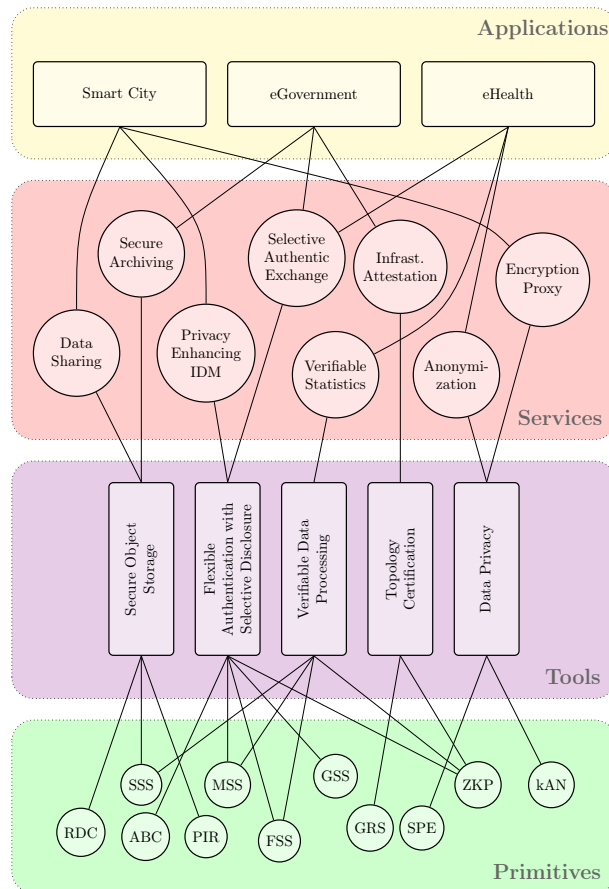 Applications
Smart City
eGovernment
eHealth
Secure
Archiving
Selective
Authentic
Exchange
Infrast.
Attestation
Encryption
Proxy
Data
Sharing
Privacy
Enhancing
IDM
Verifiable
Statistics
Anonymi-
zation
Services
Secure Object
Storage
Flexible
Authentication with
Selective Disclosure
Verifiable Data
Processing
Topology
Certification
Data Privacy
Tools
SSS
MSS
GSS
ZKP
kAN
RDC
ABC
PIR
FSS
GRS
SPE
Primitives